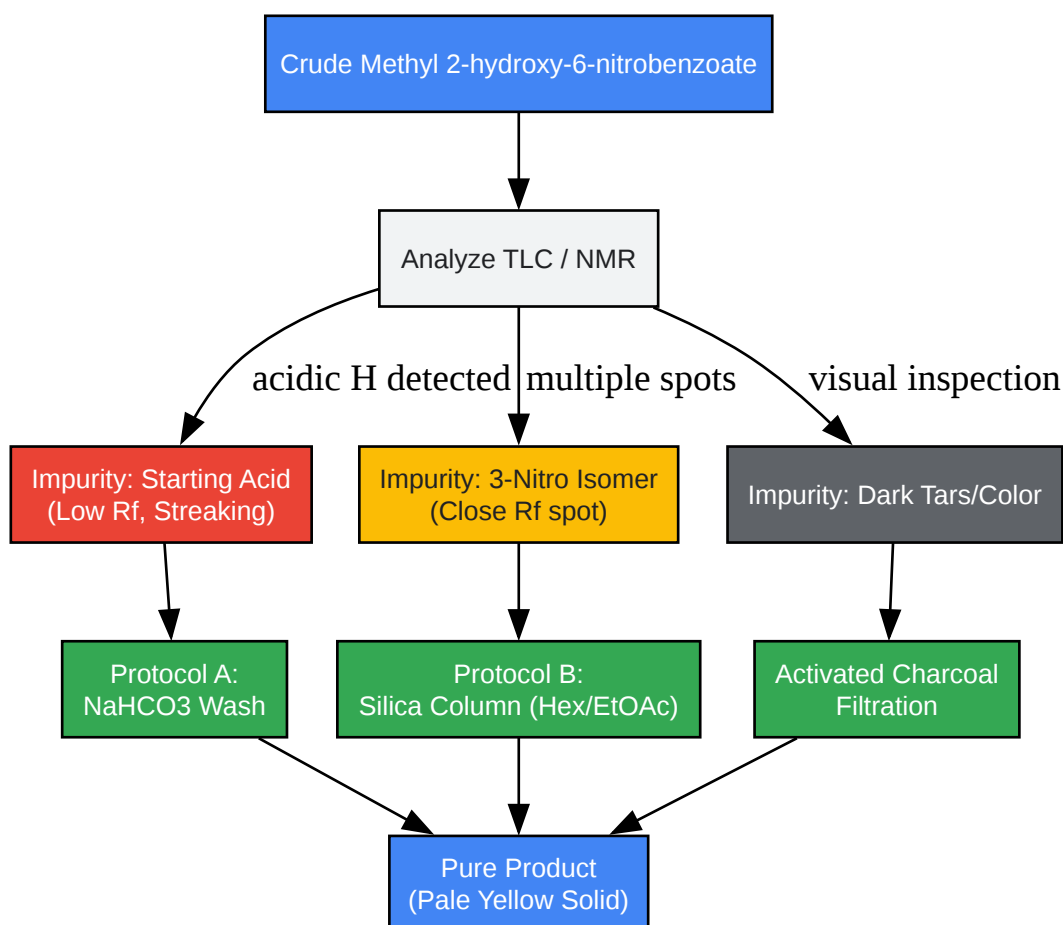 Crude Methyl 2-hydroxy-6-nitrobenzoate
Analyze TLC / NMR
acidic H detected
multiple spots
visual inspection
Impurity: Starting Acid
(Low Rf, Streaking)
Impurity: 3-Nitro Isomer
(Close Rf spot)
Impurity: Dark Tars/Color
Protocol A:
NaHCO3 Wash
Protocol B:
Silica Column (Hex/EtOAc)
Activated Charcoal
Filtration
Pure Product
(Pale Yellow Solid)